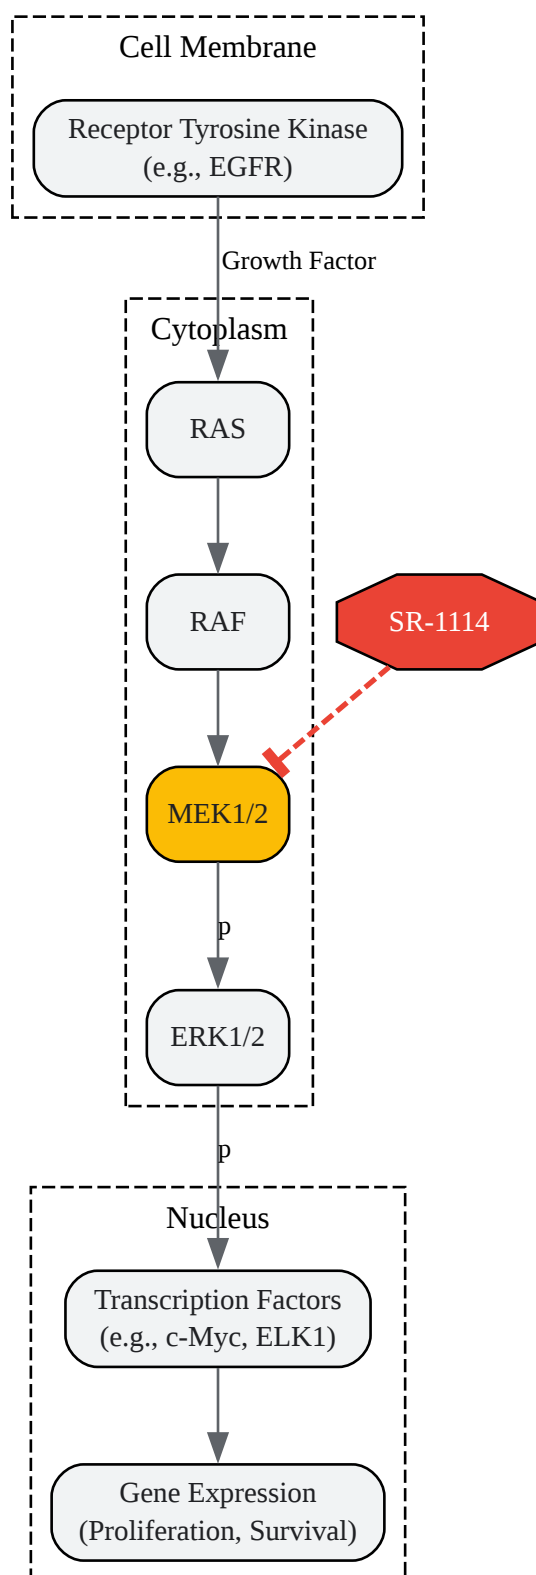 Cell Membrane
Receptor Tyrosine Kinase
(e.g., EGFR)
Growth Factor
Cytoplasm
RAS
RAF
SR-1114
MEK1/2
p
ERK1/2
p
Nucleus
Transcription Factors
(e.g., c-Myc, ELK1)
Gene Expression
(Proliferation, Survival)